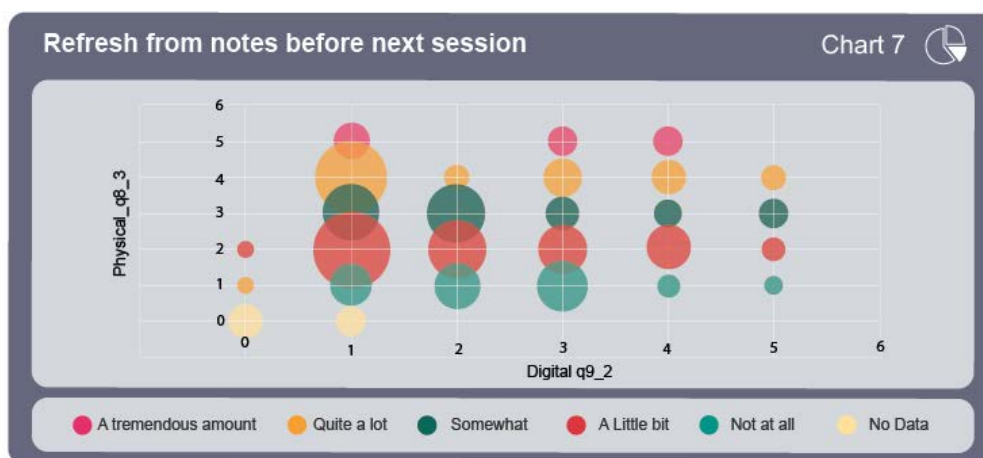 Refresh from notes before next session
Chart 7
6
5
4
3
2
1
0
Physical_q8_3
0 1 2 3 4 5 6
Digital q9_2
A tremendous amount Quite a lot Somewhat A Little bit Not at all No Data